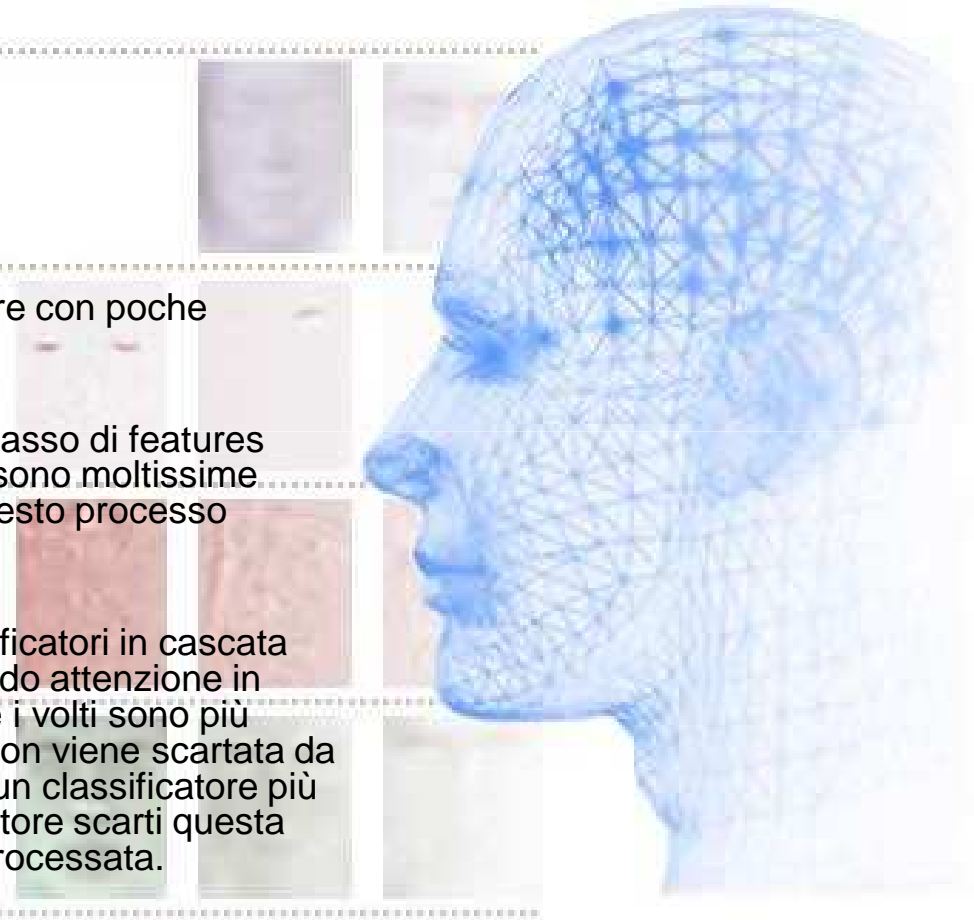 re con poche
asso di features
sono moltissime
esto processo
ficatori in cascata
do attenzione in
e i volti sono più
on viene scartata da
un classificatore più
tore scarti questa
rocessata.